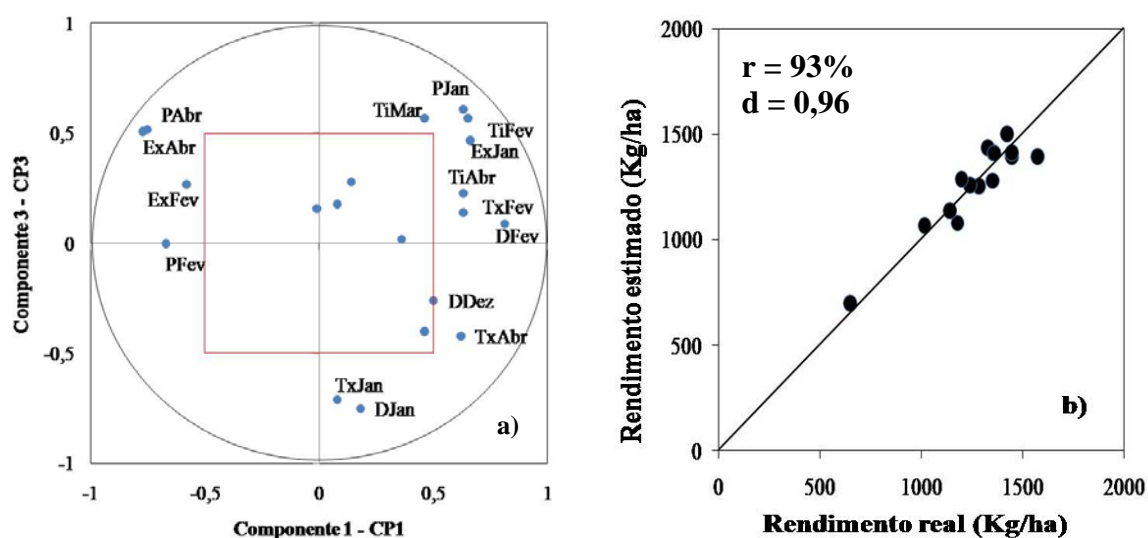 1
0,5
0
-0,5
-1
-1
-0,5
0
0,5
1
Componente 3 - CP3
Componente 1 - CP1
PAbr
ExAbr
ExFev
PFev
TiMar
PJan
TiFev
ExJan
TiAbr
TxFev
DFev
DDez
TxAbr
TxJan
DJan
a)
r = 93%
d = 0,96
2000
1500
1000
500
0
0
500
1000
1500
2000
Rendimento estimado (Kg/ha)
Rendimento real (Kg/ha)
b)